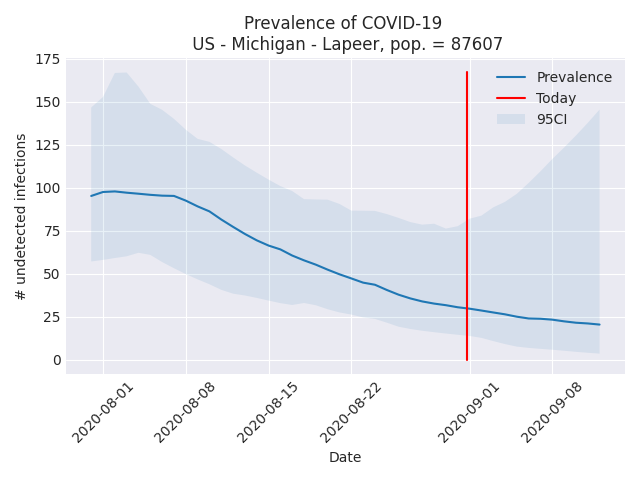 Prevalence of COVID-19
US - Michigan - Lapeer, pop. = 87607
175
150
125
100
75
50
25
0
# undetected infections
Prevalence
Today
95CI
2020-08-01
2020-08-08
2020-08-15
2020-08-22
2020-09-01
2020-09-08
Date